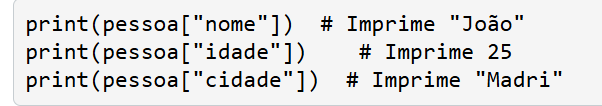 print(pessoa["nome"])  # Imprime "João"
print(pessoa["idade"])    # Imprime 25
print(pessoa["cidade"])  # Imprime "Madri"